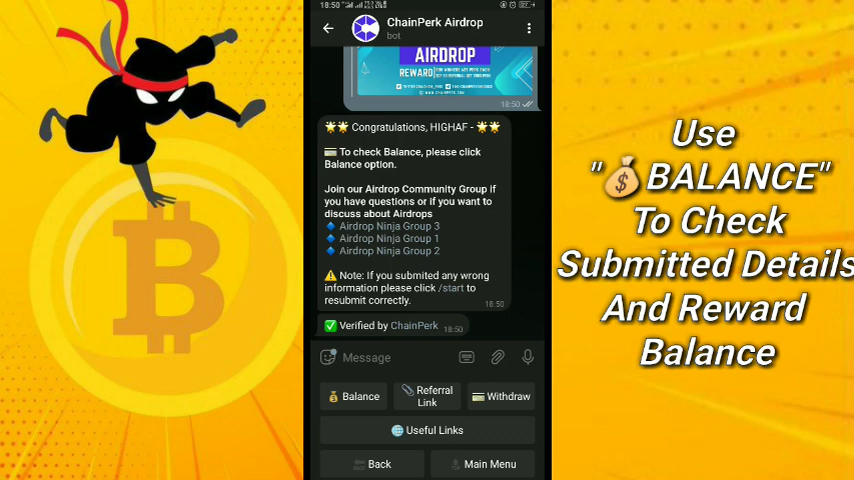 18:50
ChainPerk Airdrop
bot
AIRDROP
REWARD
18:50
🌟🌟 Congratulations, HIGHAF - 🌟🌟
💳 To check Balance, please click
Balance option.
Join our Airdrop Community Group if
you have questions or if you want to
discuss about Airdrops
🔹 Airdrop Ninja Group 3
🔹 Airdrop Ninja Group 1
🔹 Airdrop Ninja Group 2
⚠️ Note: If you submited any wrong
information please click /start to
resubmit correctly.
18:50
✅ Verified by ChainPerk 18:50
Message
💰 Balance
📎 Referral
Link
💳 Withdraw
🌐 Useful Links
🔙 Back
🔝 Main Menu
Use
"💰BALANCE"
To Check
Submitted Details
And Reward
Balance